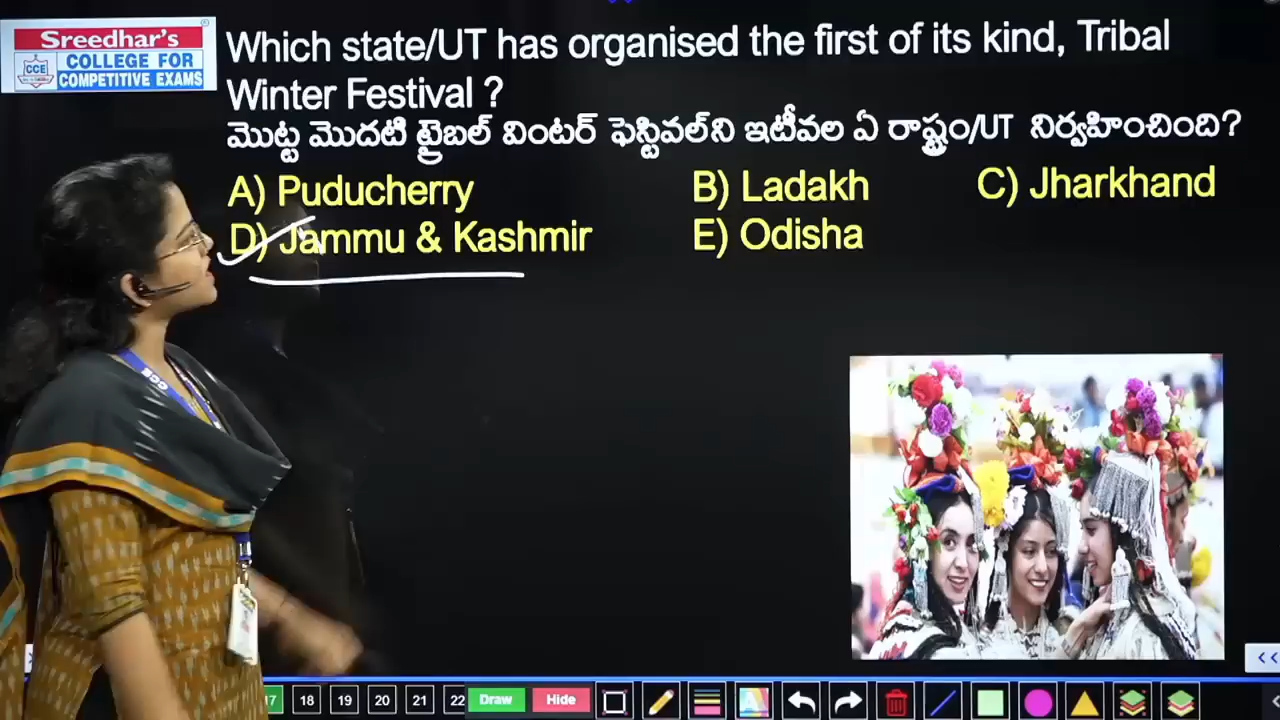 Sreedhar's
CCE
COLLEGE FOR
COMPETITIVE EXAMS
Which state/UT has organised the first of its kind, Tribal
Winter Festival ?
మొట్ట మొదటి ట్రైబల్ వింటర్ ఫెస్టివల్‌ని ఇటీవల ఏ రాష్ట్రం/UT నిర్వహించింది?
A) Puducherry B) Ladakh C) Jharkhand
D) Jammu & Kashmir E) Odisha
17 18 19 20 21 22 Draw Hide